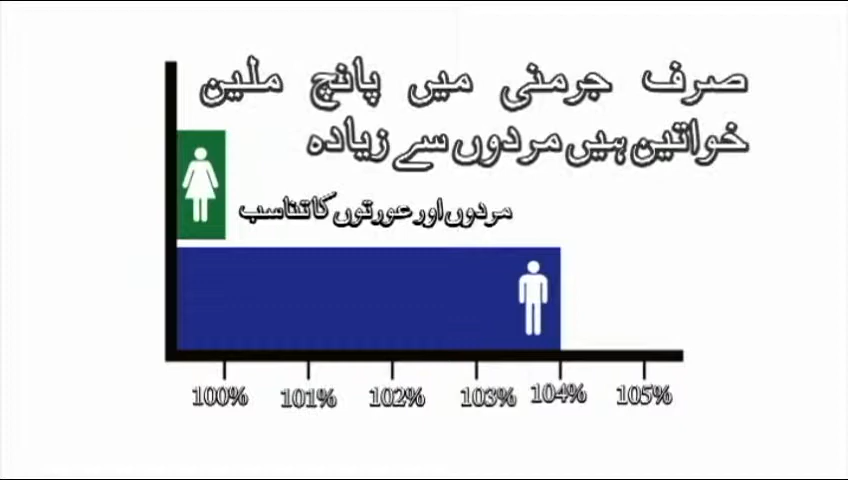 صرف جرمنی میں پانچ ملین
خواتین ہیں مردوں سے زیادہ
مردوں اور عورتوں کا تناسب
100% 101% 102% 103% 104% 105%